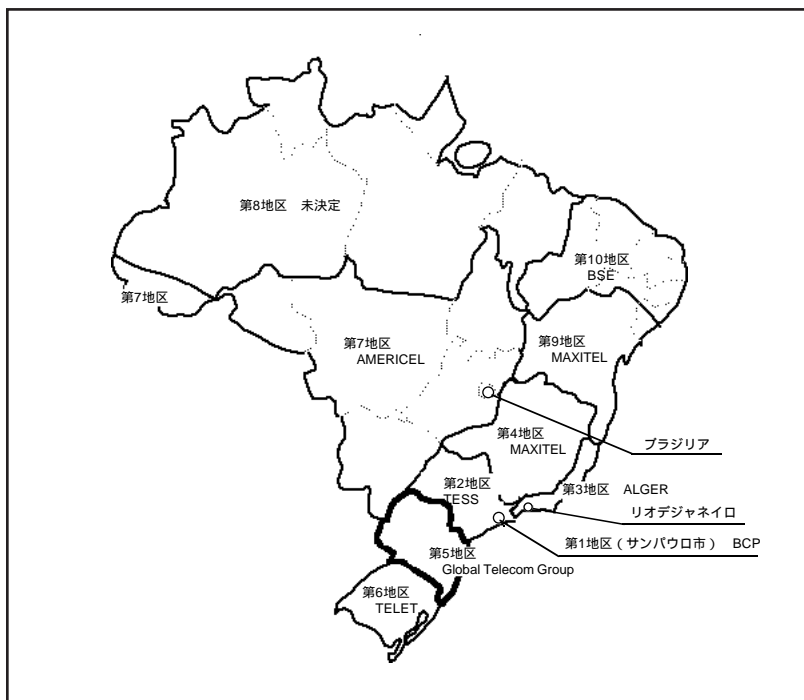 第8地区 未決定
第10地区
BSE
第7地区
第7地区
AMERICEL
第9地区
MAXITEL
第4地区
MAXITEL
ブラジリア
第2地区
TESS
第3地区 ALGER
リオデジャネイロ
第1地区(サンパウロ市) BCP
第5地区
Global Telecom Group
第6地区
TELET